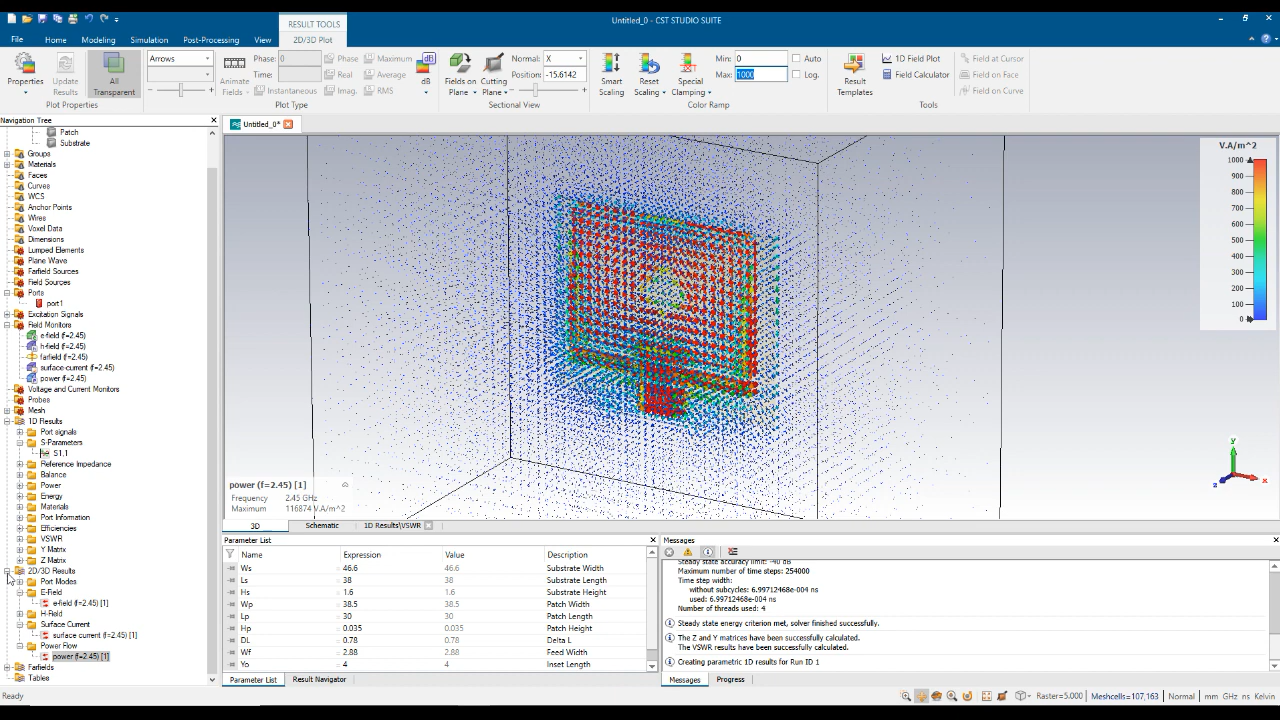 RESULT TOOLS
Untitled_0 - CST STUDIO SUITE
File Home Modeling Simulation Post-Processing View 2D/3D Plot
Properties
Update Results
All Transparent
Plot Properties
Arrows
Phase: 0
Time:
Phase Maximum
Real Average
Instantaneous Imag. RMS
Animate Fields
dB
Plot Type
Fields on Plane
Cutting Plane
Normal: X
Position: -15.6142
Sectional View
Smart Scaling
Reset Scaling
Special Clamping
Min: 0 Auto
Max: 1000 Log.
Color Ramp
Result Templates
1D Field Plot
Field Calculator
Field at Cursor
Field on Face
Field on Curve
Tools
Navigation Tree
Patch
Substrate
Groups
Materials
Faces
Curves
WCS
Anchor Points
Wires
Voxel Data
Dimensions
Lumped Elements
Plane Wave
Farfield Sources
Field Sources
Ports
port1
Excitation Signals
Field Monitors
e-field (f=2.45)
h-field (f=2.45)
farfield (f=2.45)
surface-current (f=2.45)
power (f=2.45)
Voltage and Current Monitors
Probes
Mesh
1D Results
Port signals
S-Parameters
S1,1
Reference Impedance
Balance
Power
Energy
Materials
Port Information
Efficiencies
VSWR
Y Matrix
Z Matrix
2D/3D Results
Port Modes
E-Field
e-field (f=2.45) [1]
H-Field
Surface Current
surface current (f=2.45) [1]
Power Flow
power (f=2.45) [1]
Farfields
Tables
Untitled_0*
V.A/m^2
1000
900
800
700
600
500
400
300
200
100
0
y
z x
power (f=2.45) [1]
Frequency 2.45 GHz
Maximum 116874 V.A/m^2
3D Schematic 1D Results\VSWR
Parameter List
Name Expression Value Description
Ws = 46.6 46.6 Substrate Width
Ls = 38 38 Substrate Length
Hs = 1.6 1.6 Substrate Height
Wp = 38.5 38.5 Patch Width
Lp = 30 30 Patch Length
Hp = 0.035 0.035 Patch Height
DL = 0.78 0.78 Delta L
Wf = 2.88 2.88 Feed Width
Yo = 4 4 Inset Length
Parameter List Result Navigator
Messages
Steady state accuracy limit -40 dB
Maximum number of time steps: 254000
Time step width:
without subcycles: 6.99712468e-004 ns
used: 6.99712468e-004 ns
Number of threads used: 4
Steady state energy criterion met, solver finished successfully.
The Z and Y matrices have been successfully calculated.
The VSWR results have been successfully calculated.
Creating parametric 1D results for Run ID 1
Messages Progress
Ready
Raster=5.000 Meshcells=107,163 Normal mm GHz ns Kelvin